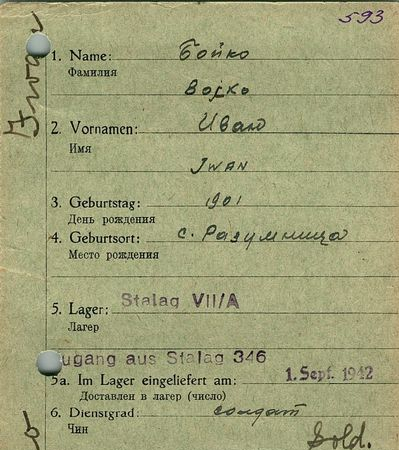 593
1. Name: Бойко
Фамилия
Bojko
2. Vornamen: Иван
Имя
Iwan
3. Geburtstag: 1901
День рождения
4. Geburtsort: с. Разумница
Место рождения
5. Lager: Stalag VII/A
Лагер
Zugang aus Stalag 346
5a. Im Lager eingeliefert am: 1. Sept. 1942
Доставлен в лагер (число)
6. Dienstgrad: солдат
Чин
Sold.